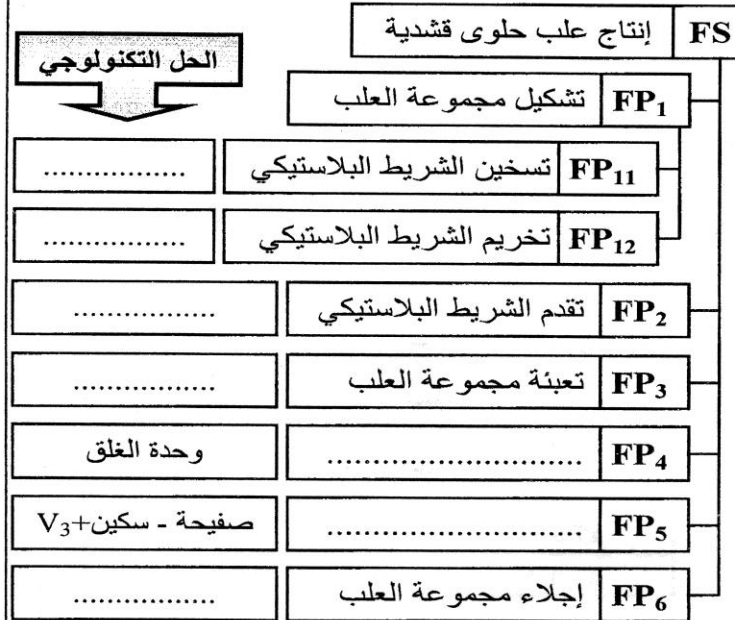 FS إنتاج علب حلوى قشدية
الحل التكنولوجي
FP₁ تشكيل مجموعة العلب
FP₁₁ تسخين الشريط البلاستيكي .................
FP₁₂ تخريم الشريط البلاستيكي .................
FP₂ تقدم الشريط البلاستيكي .................
FP₃ تعبئة مجموعة العلب .................
FP₄ .............................. وحدة الغلق
FP₅ .............................. صفيحة - سكين+V₃
FP₆ إجلاء مجموعة العلب .................